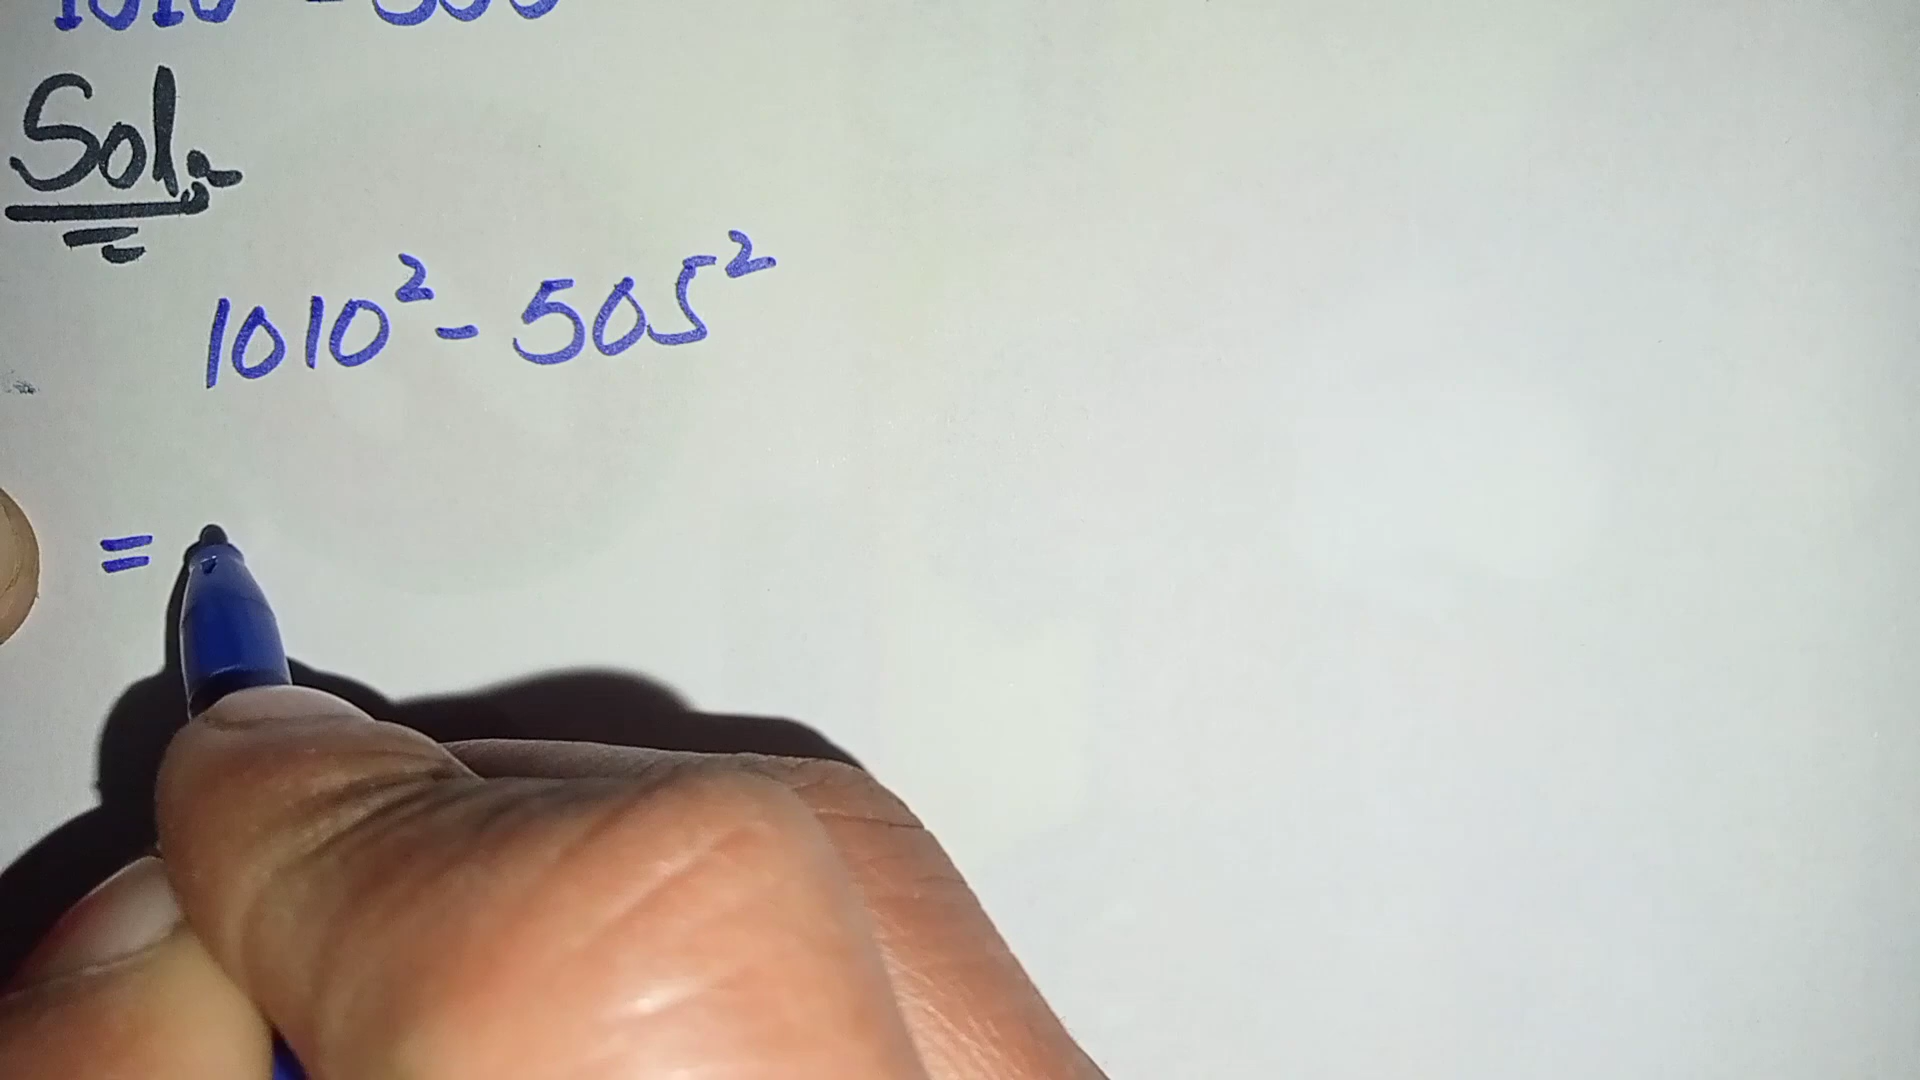 Sol,
1010² - 505²
=